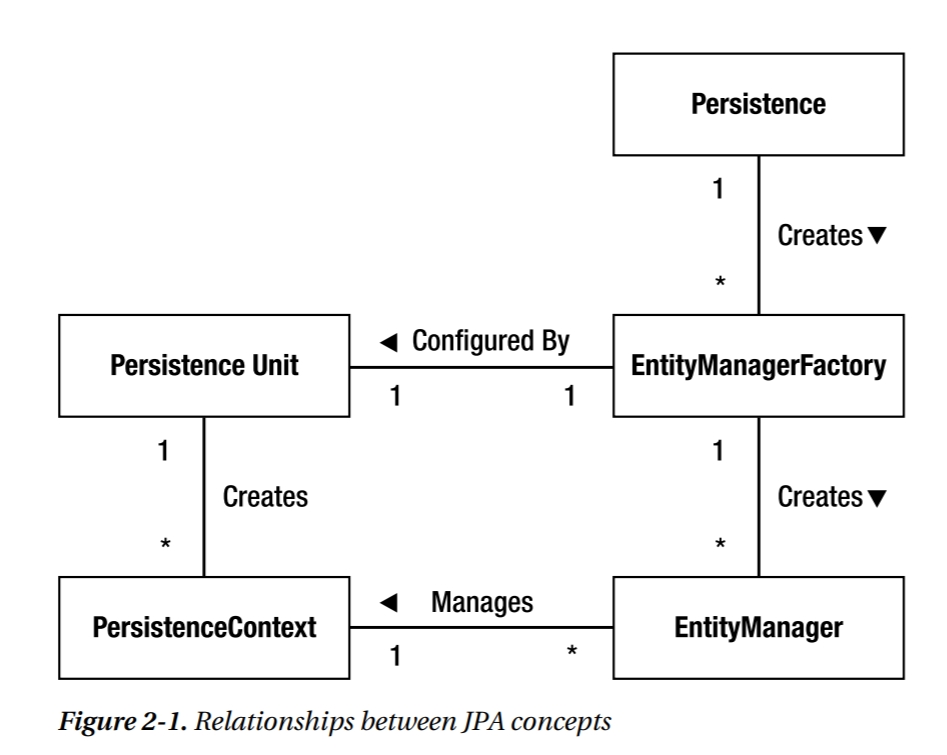 Persistence
1
Creates ▼
*
Persistence Unit
◄ Configured By
EntityManagerFactory
1 1
1
Creates
*
1
Creates ▼
*
PersistenceContext
◄ Manages
EntityManager
1 *
Figure 2-1. Relationships between JPA concepts